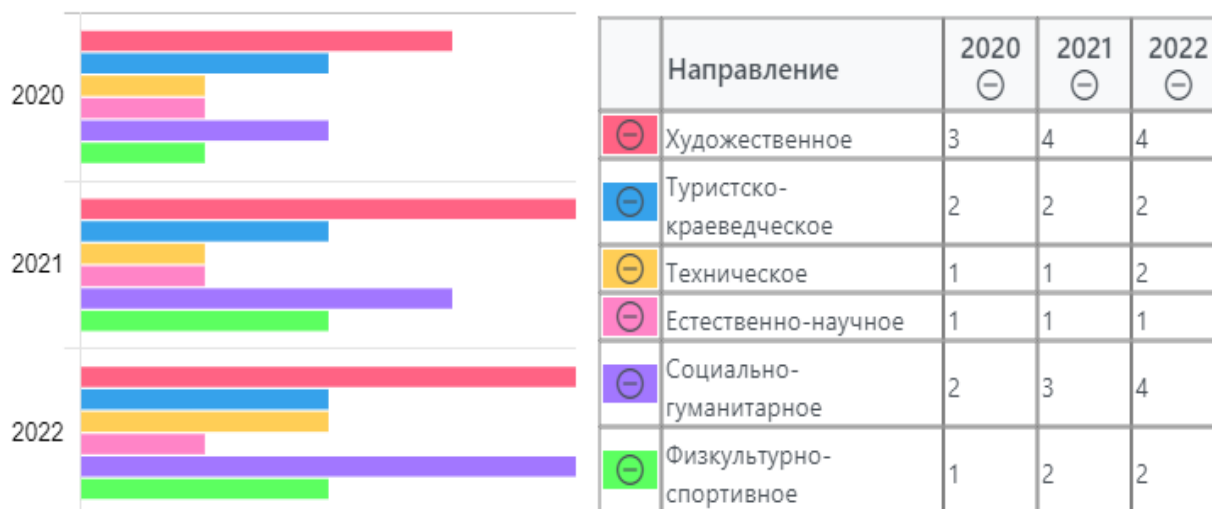 2020
2021
2022
Направление 2020 2021 2022
Художественное 3 4 4
Туристско-
краеведческое 2 2 2
Техническое 1 1 2
Естественно-научное 1 1 1
Социально-
гуманитарное 2 3 4
Физкультурно-
спортивное 1 2 2